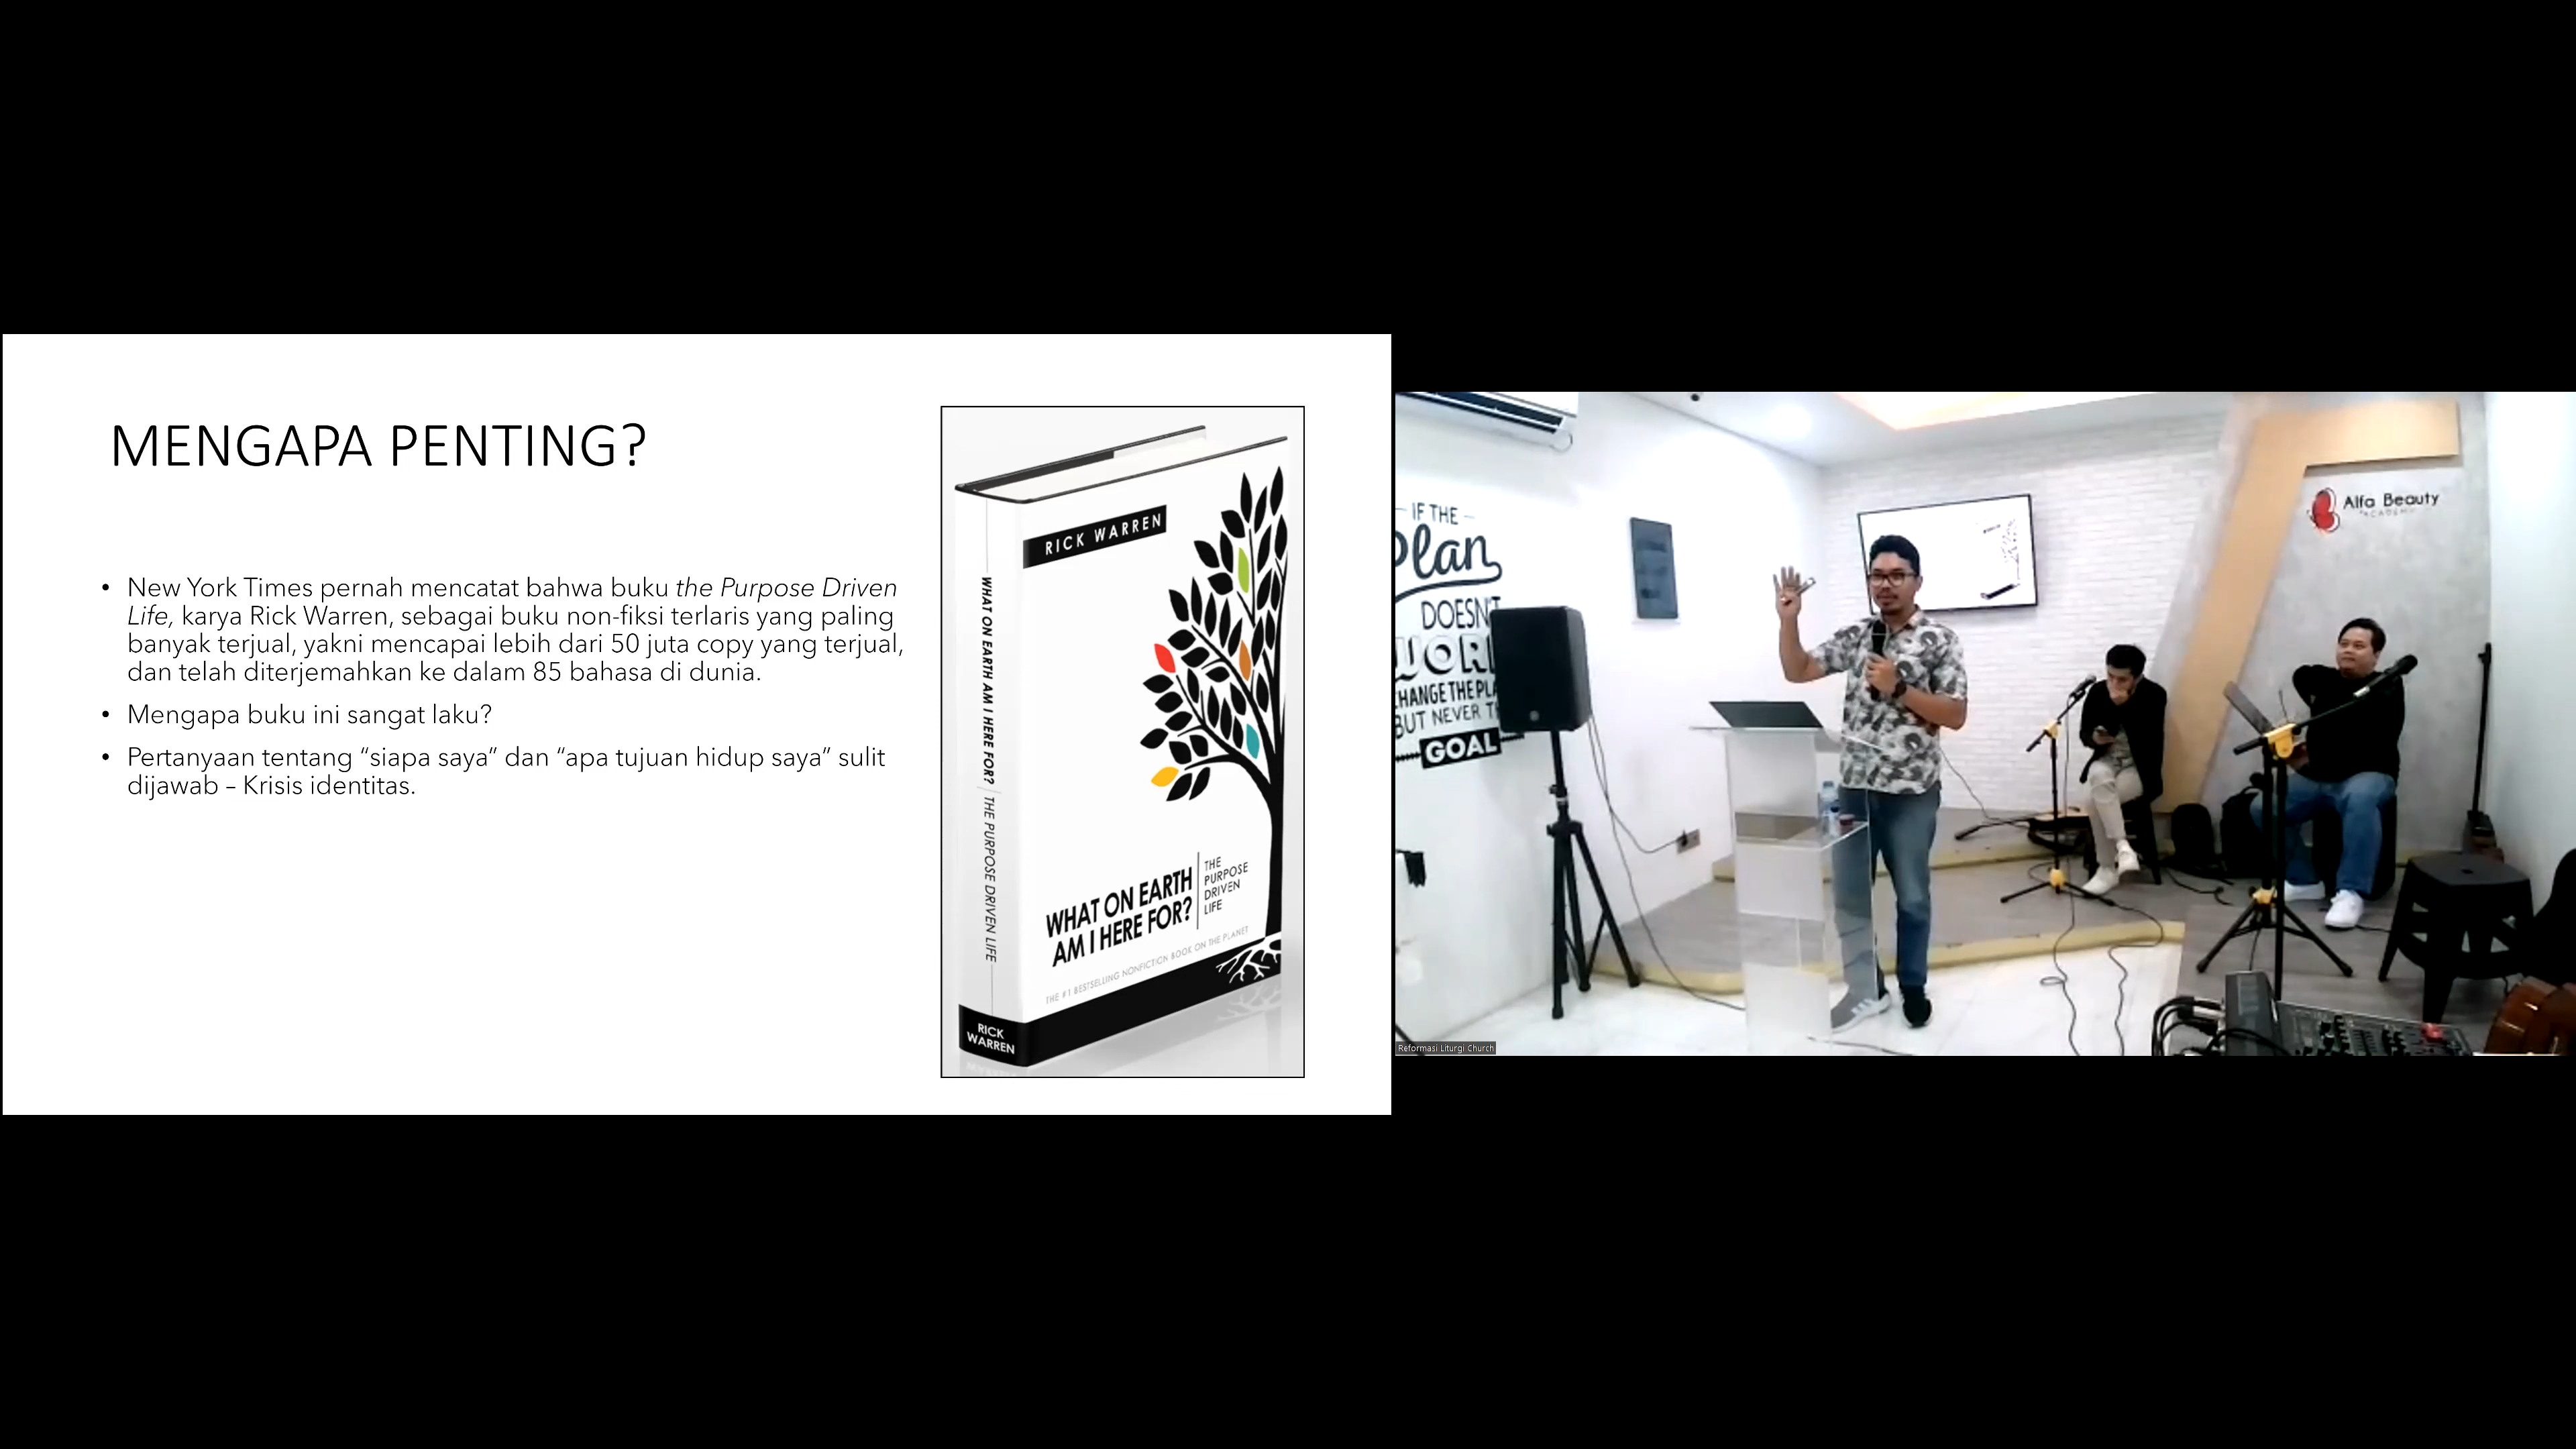 MENGAPA PENTING?
• New York Times pernah mencatat bahwa buku the Purpose Driven
Life, karya Rick Warren, sebagai buku non-fiksi terlaris yang paling
banyak terjual, yakni mencapai lebih dari 50 juta copy yang terjual,
dan telah diterjemahkan ke dalam 85 bahasa di dunia.
• Mengapa buku ini sangat laku?
• Pertanyaan tentang “siapa saya” dan “apa tujuan hidup saya” sulit
dijawab – Krisis identitas.
RICK WARREN
WHAT ON EARTH AM I HERE FOR? THE PURPOSE DRIVEN LIFE
WHAT ON EARTH
AM I HERE FOR?
THE
PURPOSE
DRIVEN
LIFE
THE #1 BESTSELLING NONFICTION BOOK ON THE PLANET
RICK
WARREN
IF THE
Plan
DOESN'T
WORK
CHANGE THE PLA
BUT NEVER T
GOAL
Alfa Beauty
ACADEMY
Reformasi Liturgi Church